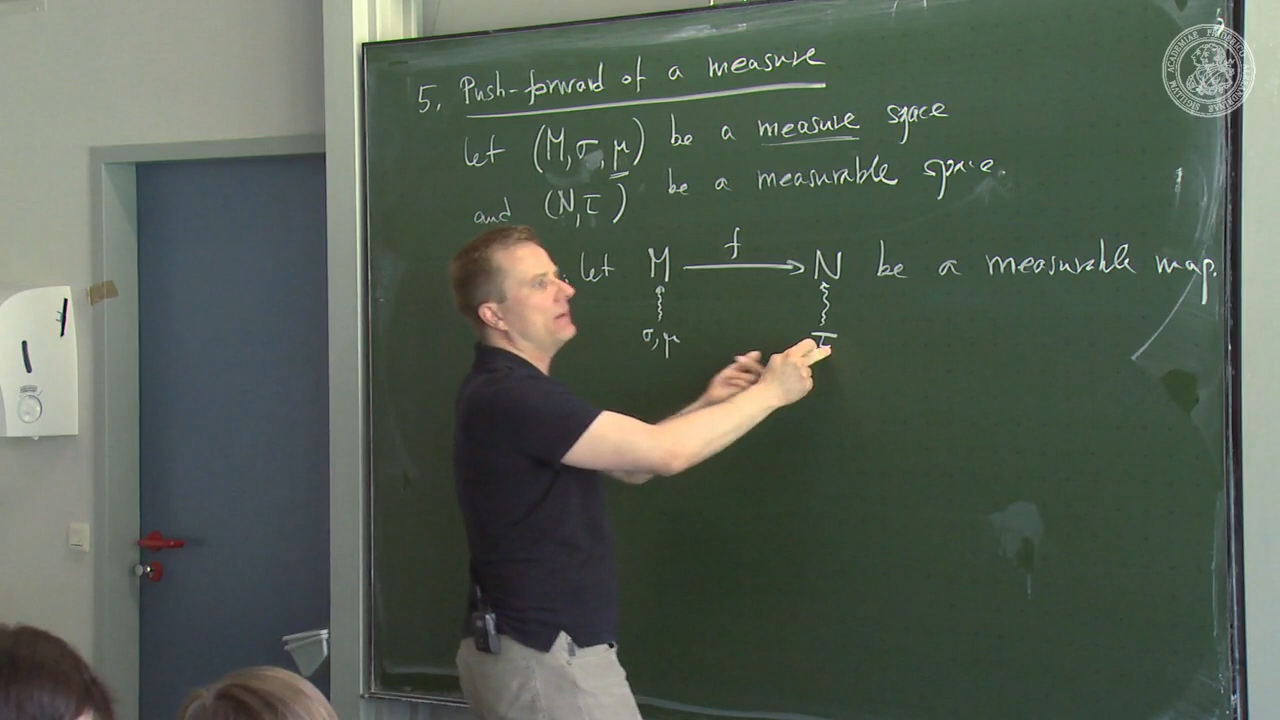 5. Push-forward of a measure
let (M, σ, μ) be a measure space
and (N, τ) be a measurable space.
let M f N be a measurable map.
σ, μ τ